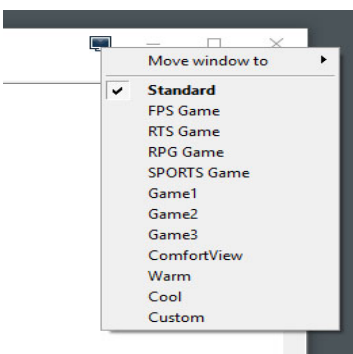 Move window to
Standard
FPS Game
RTS Game
RPG Game
SPORTS Game
Game1
Game2
Game3
ComfortView
Warm
Cool
Custom